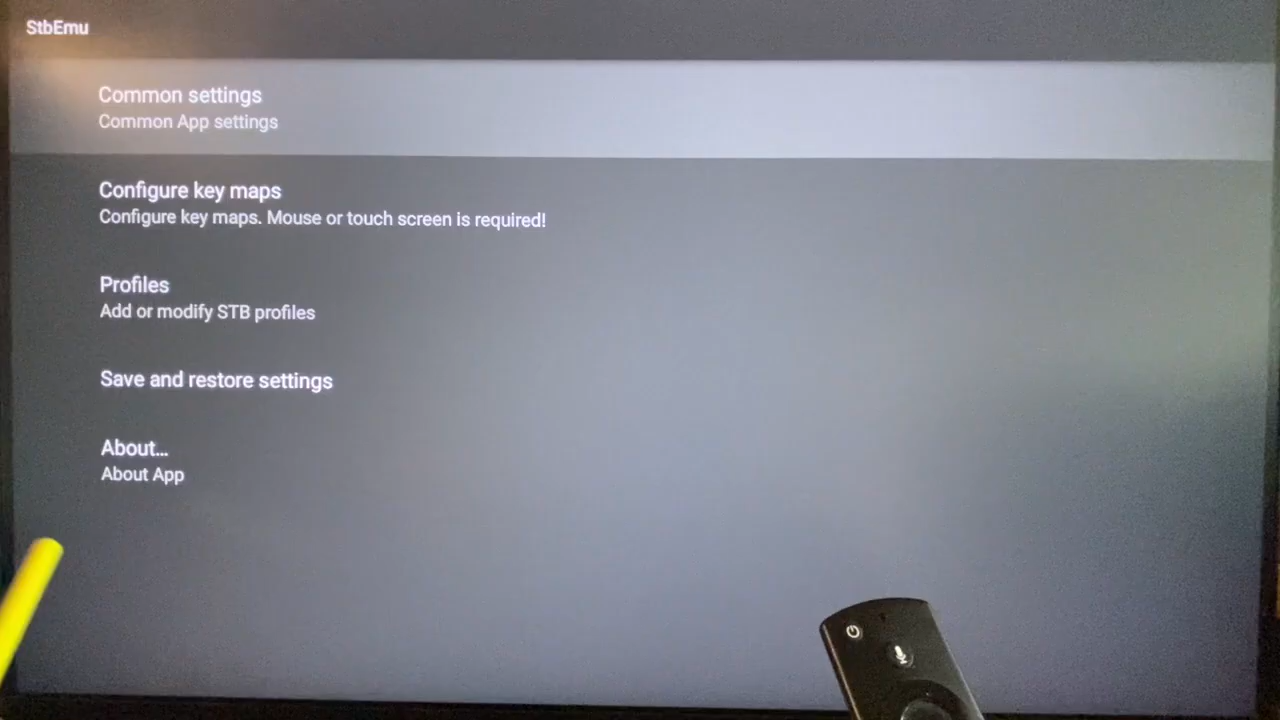 StbEmu
Common settings
Common App settings
Configure key maps
Configure key maps. Mouse or touch screen is required!
Profiles
Add or modify STB profiles
Save and restore settings
About...
About App